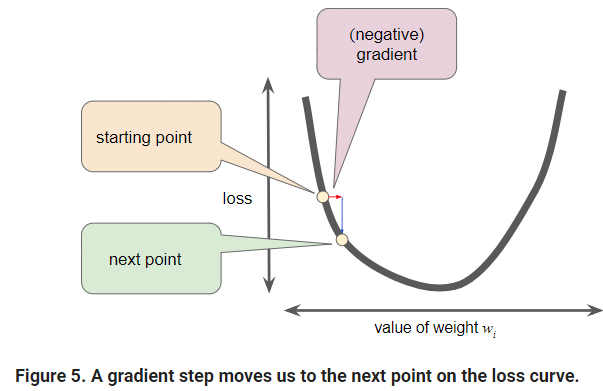 (negative)
gradient
starting point
loss
next point
value of weight wᵢ
Figure 5. A gradient step moves us to the next point on the loss curve.